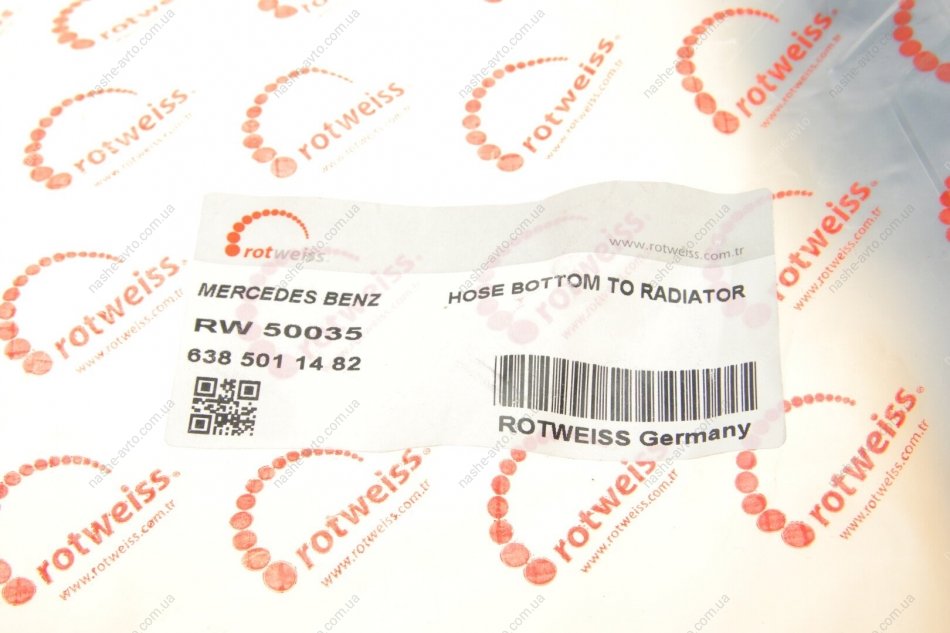 rotweiss
www.rotweiss.com.tr
MERCEDES BENZ
HOSE BOTTOM TO RADIATOR
RW 50035
638 501 14 82
ROTWEISS Germany
rotweiss®
www.rotweiss.com.tr
nashe-avto.com.ua